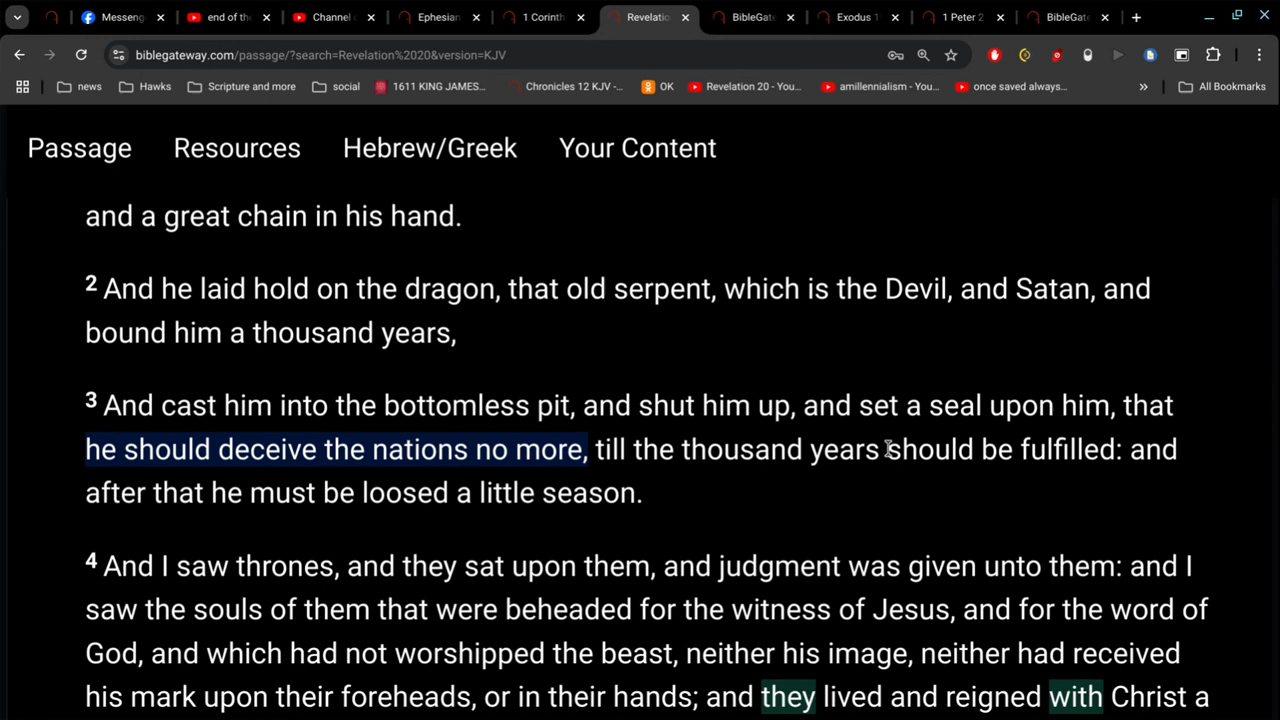 Messeng
end of the
Channel
Ephesian
1 Corinth
Revelatio
BibleGate
Exodus 1
1 Peter 2
BibleGate
biblegateway.com/passage/?search=Revelation%2020&version=KJV
news
Hawks
Scripture and more
social
1611 KING JAMES...
Chronicles 12 KJV -...
OK
Revelation 20 - You...
amillennialism - You...
once saved always...
»
All Bookmarks
Passage Resources Hebrew/Greek Your Content
and a great chain in his hand.
2 And he laid hold on the dragon, that old serpent, which is the Devil, and Satan, and
bound him a thousand years,
3 And cast him into the bottomless pit, and shut him up, and set a seal upon him, that
he should deceive the nations no more, till the thousand years should be fulfilled: and
after that he must be loosed a little season.
4 And I saw thrones, and they sat upon them, and judgment was given unto them: and I
saw the souls of them that were beheaded for the witness of Jesus, and for the word of
God, and which had not worshipped the beast, neither his image, neither had received
his mark upon their foreheads, or in their hands; and they lived and reigned with Christ a